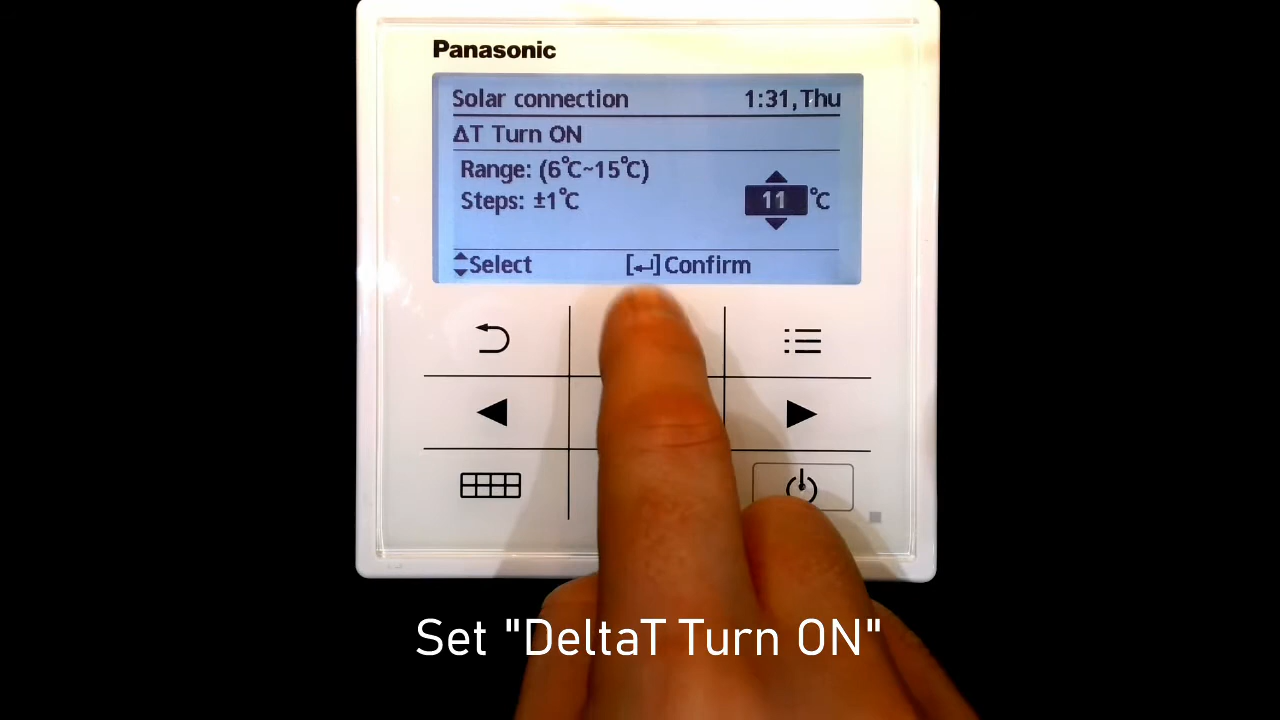 Panasonic
Solar connection 1:31,Thu
ΔT Turn ON
Range: (6°C~15°C)
Steps: ±1°C 11 °C
Select [↵] Confirm
Set "DeltaT Turn ON"